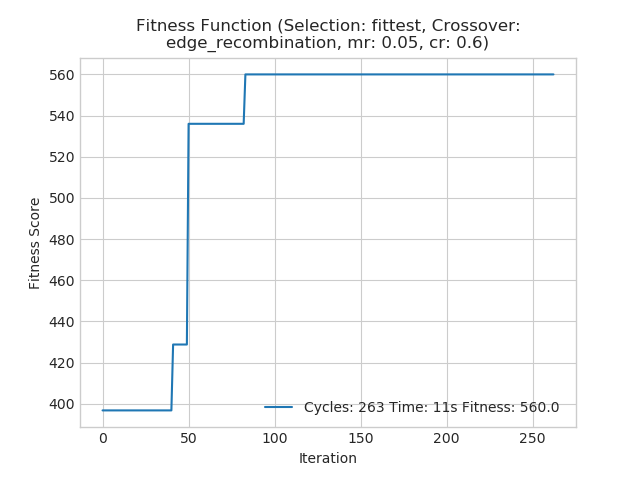 Fitness Function (Selection: fittest, Crossover:
edge_recombination, mr: 0.05, cr: 0.6)
560
540
520
500
480
460
440
420
400
Fitness Score
Cycles: 263 Time: 11s Fitness: 560.0
0 50 100 150 200 250
Iteration